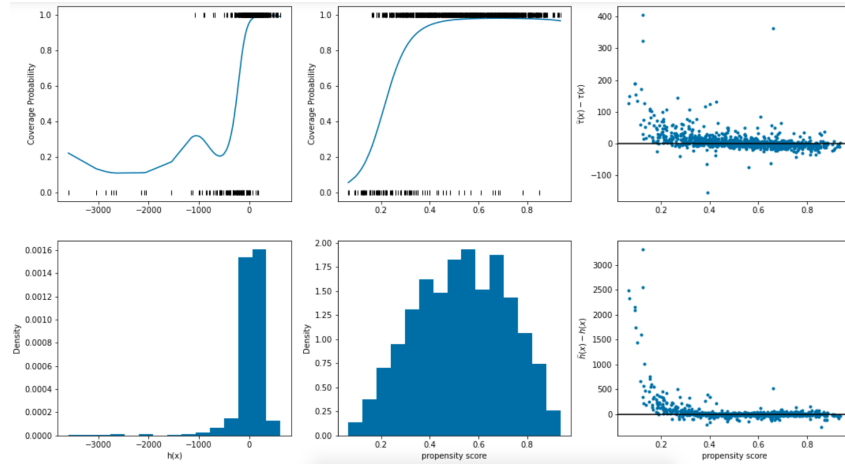 1.0
0.8
0.6
0.4
0.2
0.0
Coverage Probability
−3000 −2000 −1000 0
1.0
0.8
0.6
0.4
0.2
0.0
Coverage Probability
0.2 0.4 0.6 0.8
400
300
200
100
0
−100
τ̂(x) − τ(x)
0.2 0.4 0.6 0.8
propensity score
0.0016
0.0014
0.0012
0.0010
0.0008
0.0006
0.0004
0.0002
0.0000
Density
−3000 −2000 −1000 0
h(x)
2.00
1.75
1.50
1.25
1.00
0.75
0.50
0.25
0.00
Density
0.2 0.4 0.6 0.8
propensity score
3000
2500
2000
1500
1000
500
0
ĥ(x) − h(x)
0.2 0.4 0.6 0.8
propensity score